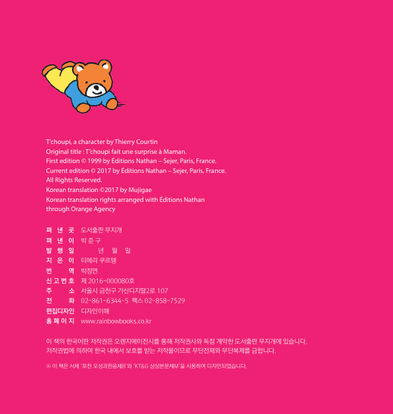 T'choupi, a character by Thierry Courtin
Original title : T'choupi fait une surprise à Maman.
First edition © 1999 by Éditions Nathan – Sejer, Paris, France.
Current edition © 2017 by Éditions Nathan – Sejer, Paris, France.
All Rights Reserved.
Korean translation ©2017 by Mujigae
Korean translation rights arranged with Éditions Nathan
through Orange Agency
펴 낸 곳 도서출판 무지개
펴 낸 이 박 준 구
발 행 일 년 월 일
지 은 이 티에리 쿠르탱
번 역 박정연
신 고 번 호 제 2016-000080호
주 소 서울시 금천구 가산디지털2로 107
전 화 02-861-6344~5 팩스 02-858-7529
편집디자인 디자인이제
홈 페 이 지 www.rainbowbooks.co.kr
이 책의 한국어판 저작권은 오렌지에이전시를 통해 저작권사와 독점 계약한 도서출판 무지개에 있습니다.
저작권법에 의하여 한국 내에서 보호를 받는 저작물이므로 무단전재와 무단복제를 금합니다.
※ 이 책은 서체 '포천 오성과한음체B'와 'KT&G 상상본문체M'을 사용하여 디자인되었습니다.